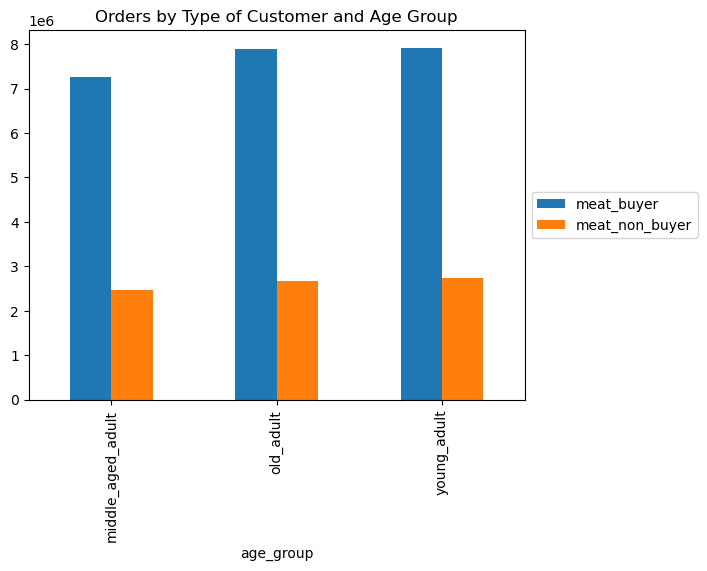 Orders by Type of Customer and Age Group
1e6
8
7
6
5
4
3
2
1
0
meat_buyer
meat_non_buyer
middle_aged_adult
old_adult
young_adult
age_group